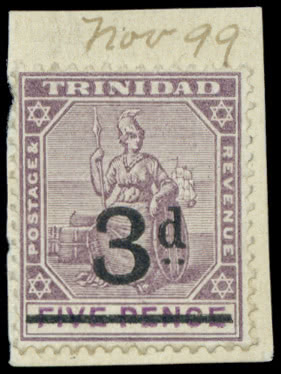 Nov 99
TRINIDAD
POSTAGE &
REVENUE
3d
FIVE PENCE